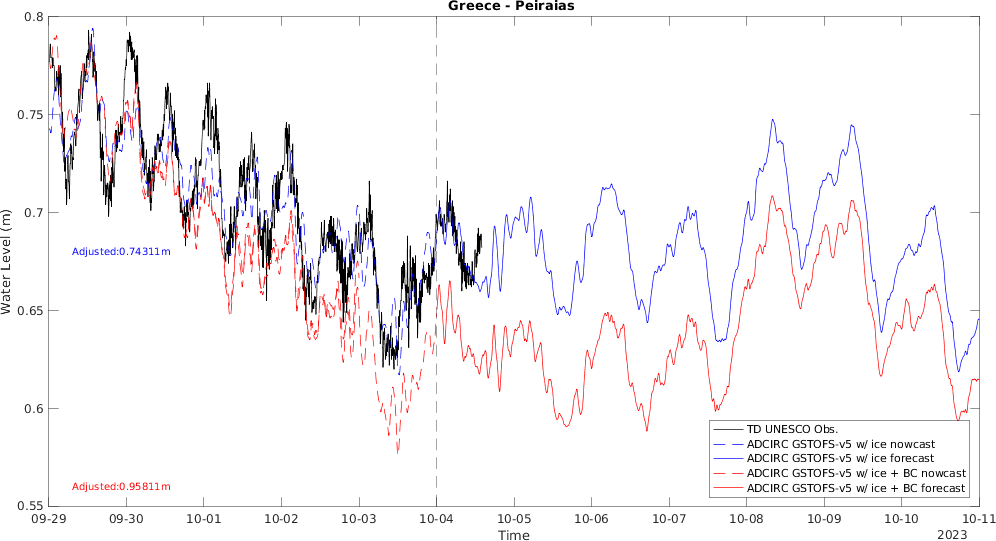 Greece - Peiraias
0.8
0.75
0.7
0.65
0.6
0.55
Water Level (m)
Adjusted:0.74311m
Adjusted:0.95811m
TD UNESCO Obs.
ADCIRC GSTOFS-v5 w/ ice nowcast
ADCIRC GSTOFS-v5 w/ ice forecast
ADCIRC GSTOFS-v5 w/ ice + BC nowcast
ADCIRC GSTOFS-v5 w/ ice + BC forecast
09-29 09-30 10-01 10-02 10-03 10-04 10-05 10-06 10-07 10-08 10-09 10-10 10-11
Time
2023